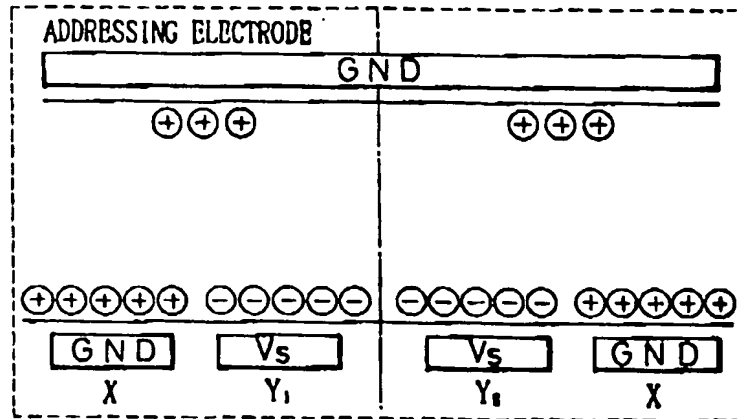 ADDRESSING ELECTRODE
GND
⊕⊕⊕ ⊕⊕⊕
⊕⊕⊕⊕⊕ ⊖⊖⊖⊖⊖ ⊖⊖⊖⊖⊖ ⊕⊕⊕⊕⊕
GND Vs Vs GND
X Y₁ Y₂ X